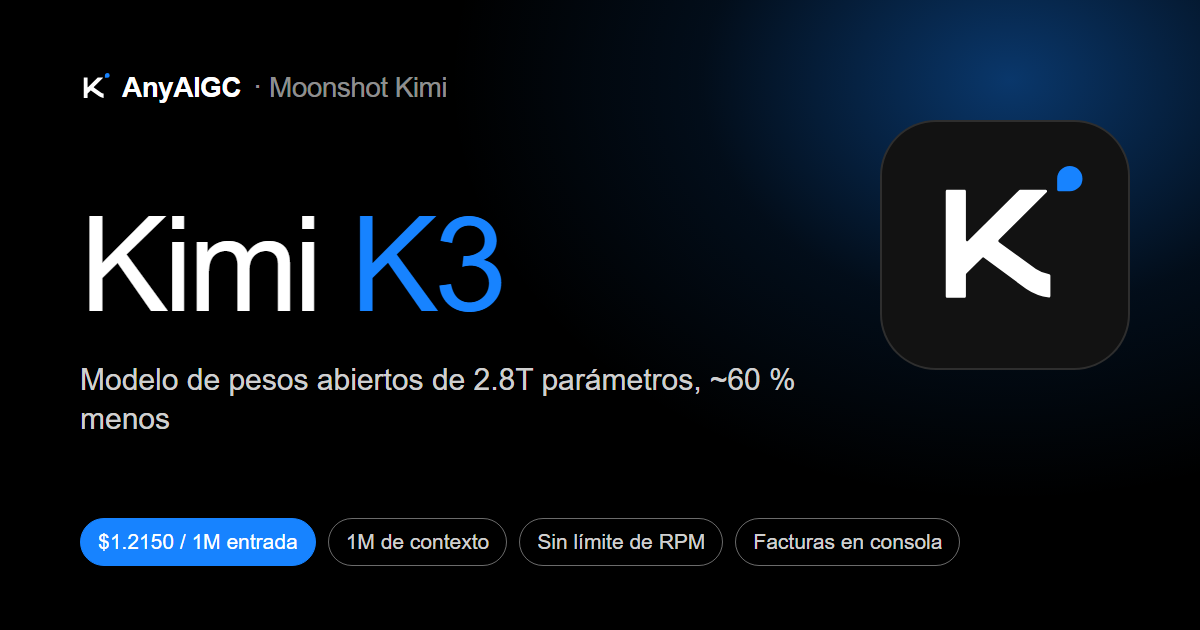 AnyAIGC · Moonshot Kimi
Kimi K3
Modelo de pesos abiertos de 2.8T parámetros, ~60 %
menos
$1.2150 / 1M entrada
1M de contexto
Sin límite de RPM
Facturas en consola